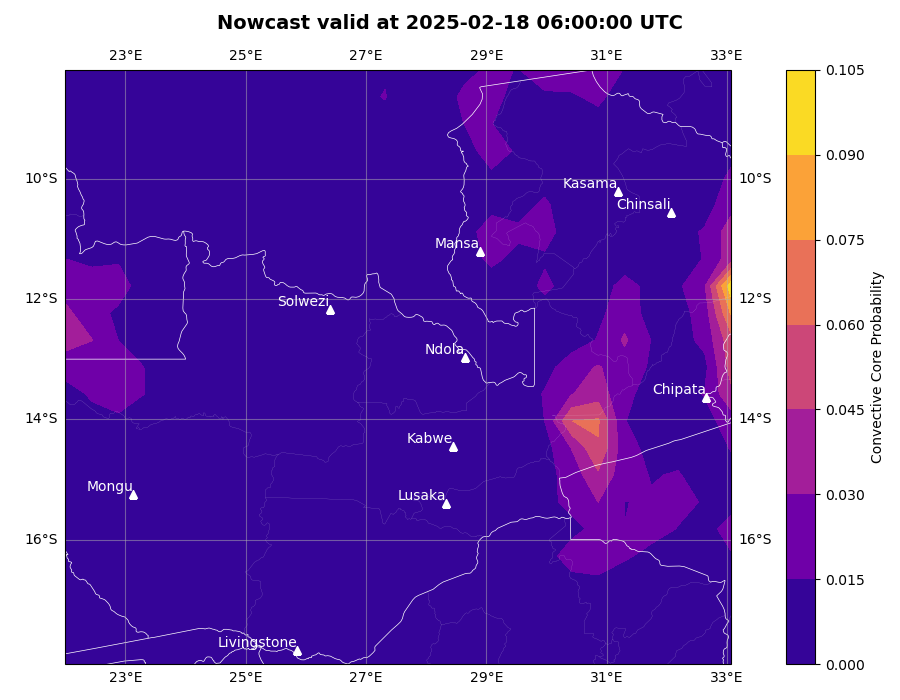 Nowcast valid at 2025-02-18 06:00:00 UTC
23°E 25°E 27°E 29°E 31°E 33°E
0.105
0.090
10°S 10°S
Kasama
Chinsali
0.075
Mansa
12°S 12°S
Solwezi
0.060
Ndola
Chipata
0.045
14°S 14°S
Kabwe
Mongu
Lusaka
0.030
16°S 16°S
0.015
Livingstone
0.000
23°E 25°E 27°E 29°E 31°E 33°E
Convective Core Probability